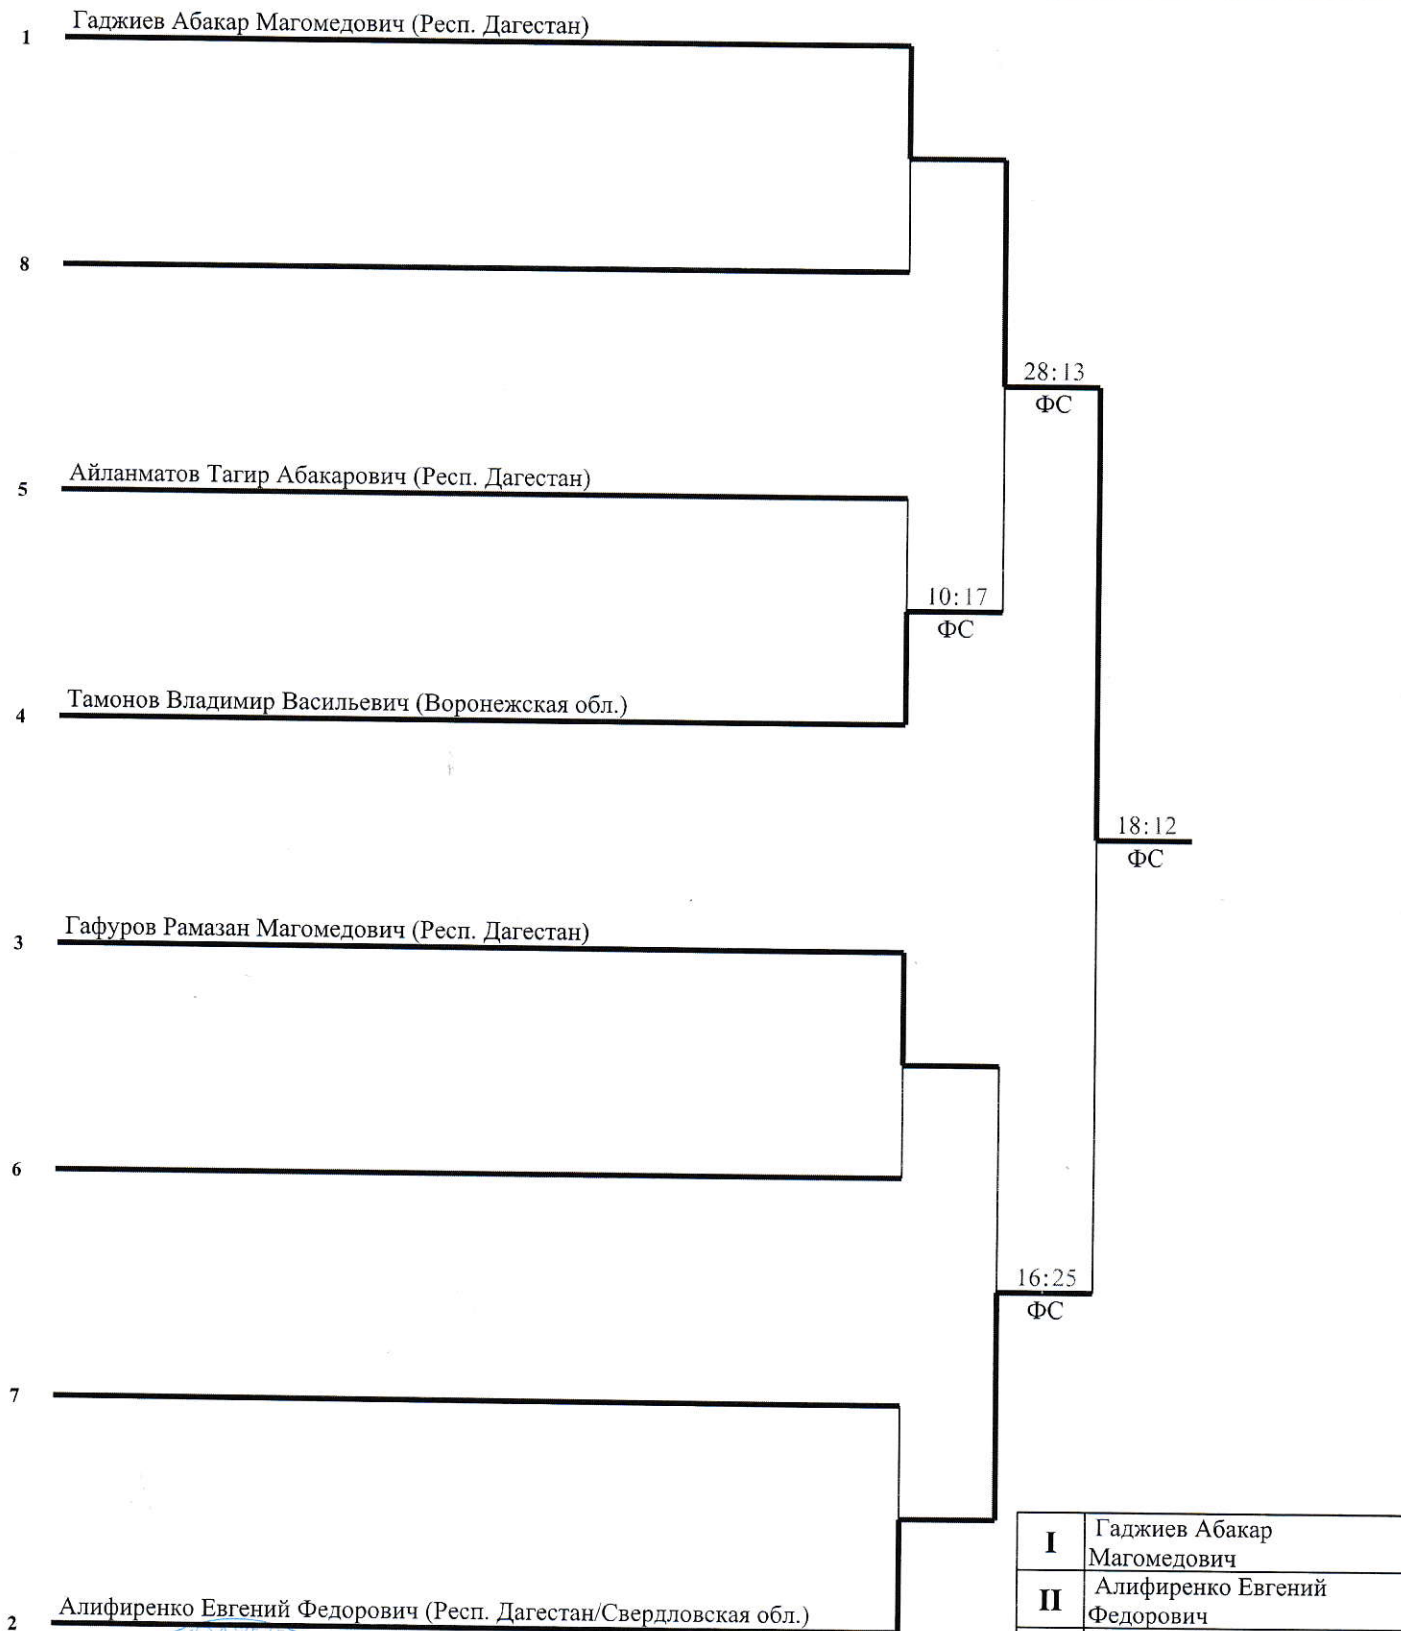 Гаджиев Абакар Магомедович (Респ. Дагестан)
1
8
28:13
ФС
Айланматов Тагир Абакарович (Респ. Дагестан)
5
10:17
ФС
Тамонов Владимир Васильевич (Воронежская обл.)
4
18:12
ФС
Гафуров Рамазан Магомедович (Респ. Дагестан)
3
6
16:25
ФС
7
I Гаджиев Абакар
Магомедович
II Алифиренко Евгений
Федорович
Алифиренко Евгений Федорович (Респ. Дагестан/Свердловская обл.)
2